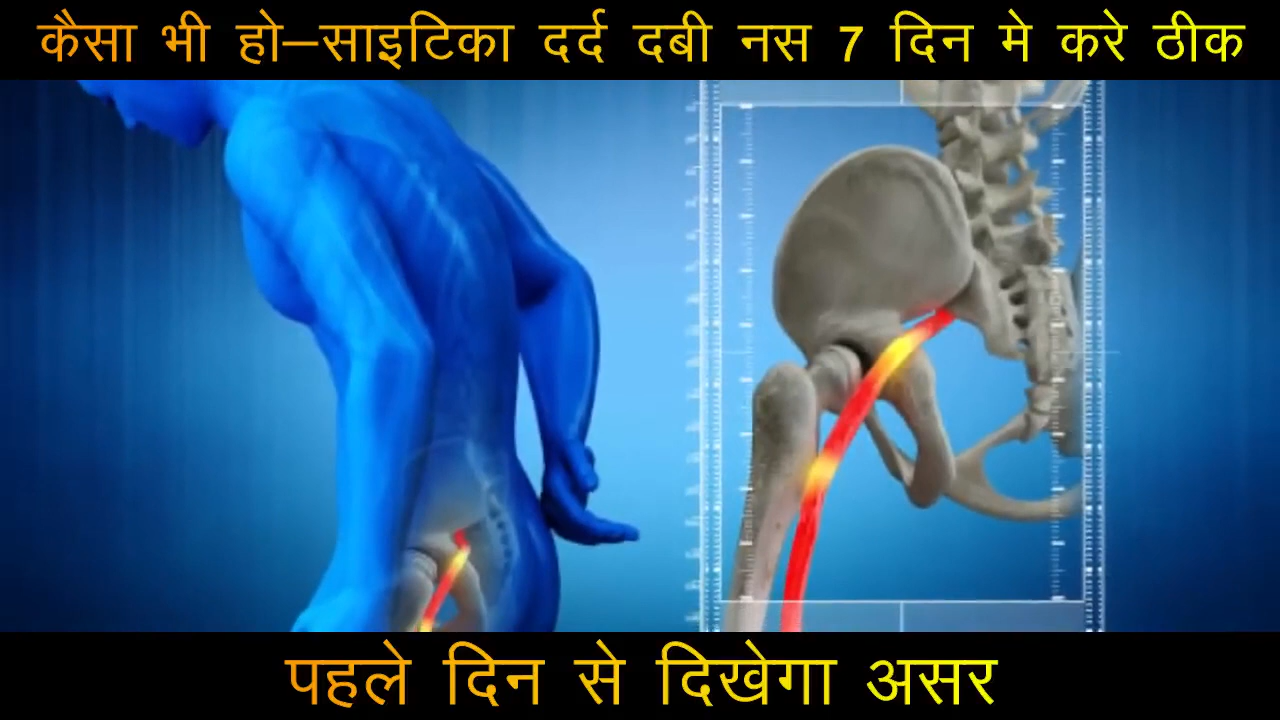 कैसा भी हो–साइटिका दर्द दबी नस 7 दिन मे करे ठीक
पहले दिन से दिखेगा असर